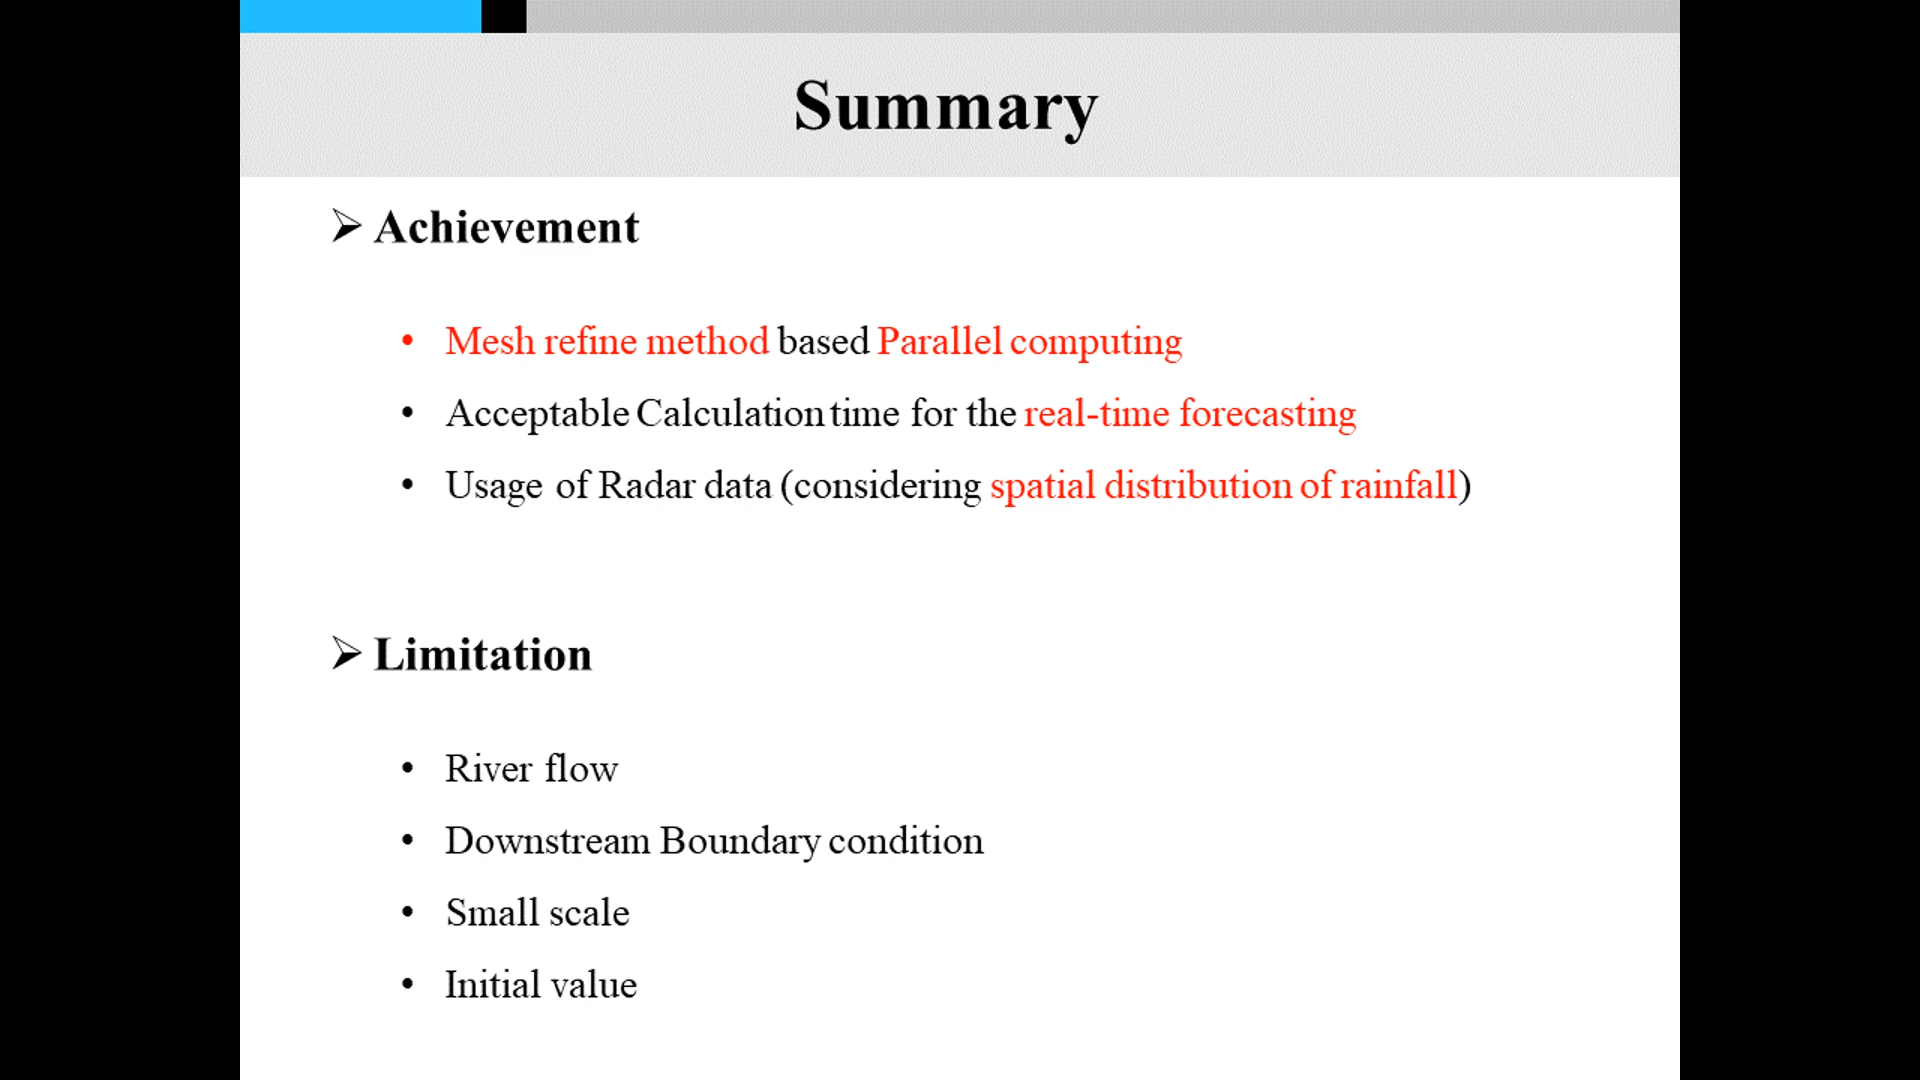 Summary
➢ Achievement
• Mesh refine method based Parallel computing
• Acceptable Calculation time for the real-time forecasting
• Usage of Radar data (considering spatial distribution of rainfall)
➢ Limitation
• River flow
• Downstream Boundary condition
• Small scale
• Initial value